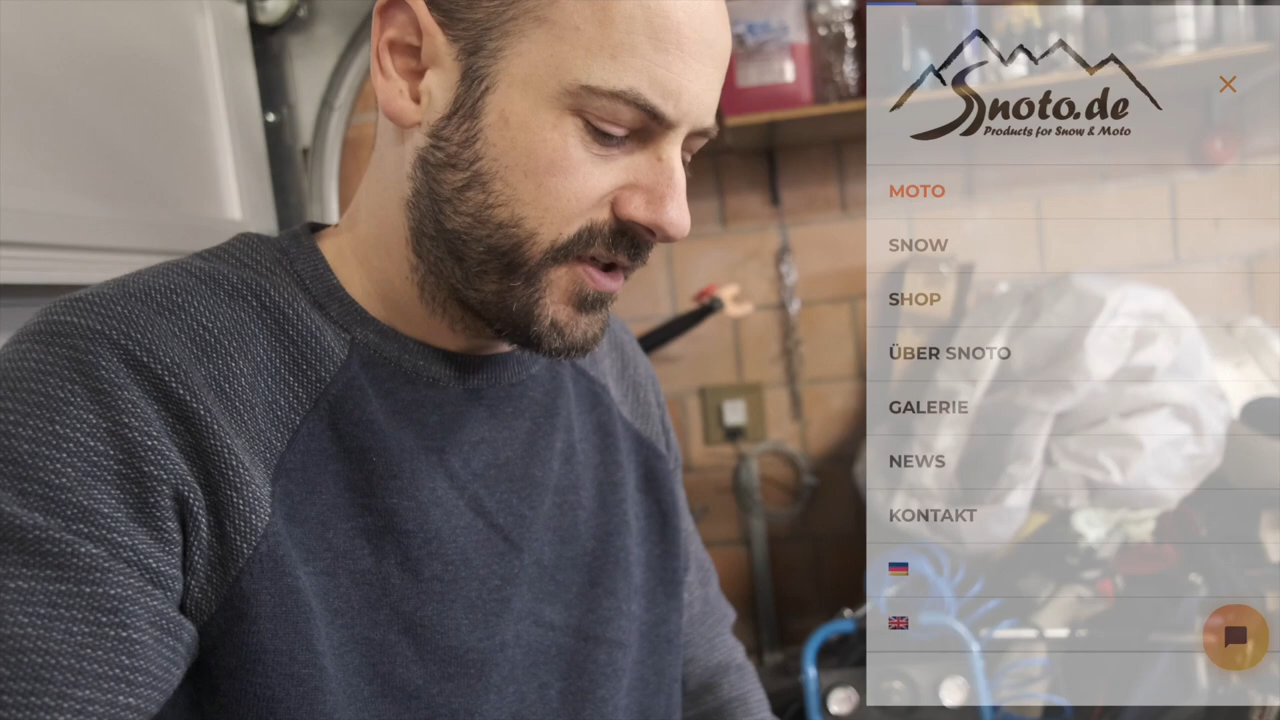 Snoto.de
Products for Snow & Moto
MOTO
SNOW
SHOP
ÜBER SNOTO
GALERIE
NEWS
KONTAKT